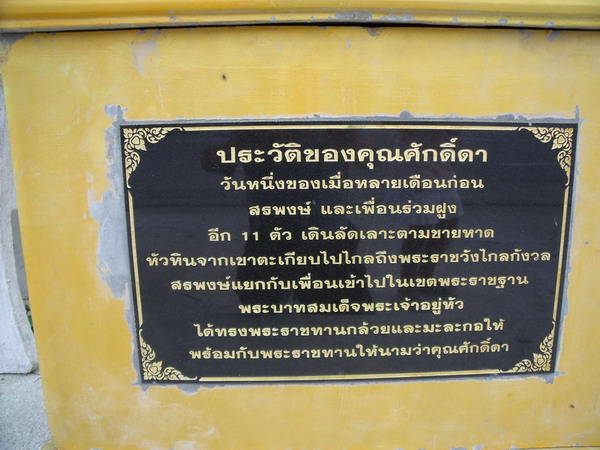 ประวัติของคุณศักดิ์ดา
วันหนึ่งของเมื่อหลายเดือนก่อน
สรพงษ์ และเพื่อนร่วมฝูง
อีก 11 ตัว เดินลัดเลาะตามชายหาด
หัวหินจากเขาตะเกียบไปไกลถึงพระราชวังไกลกังวล
สรพงษ์แยกกับเพื่อนเข้าไปในเขตพระราชฐาน
พระบาทสมเด็จพระเจ้าอยู่หัว
ได้ทรงพระราชทานกล้วยและมะละกอให้
พร้อมกับพระราชทานให้นามว่าคุณศักดิ์ดา